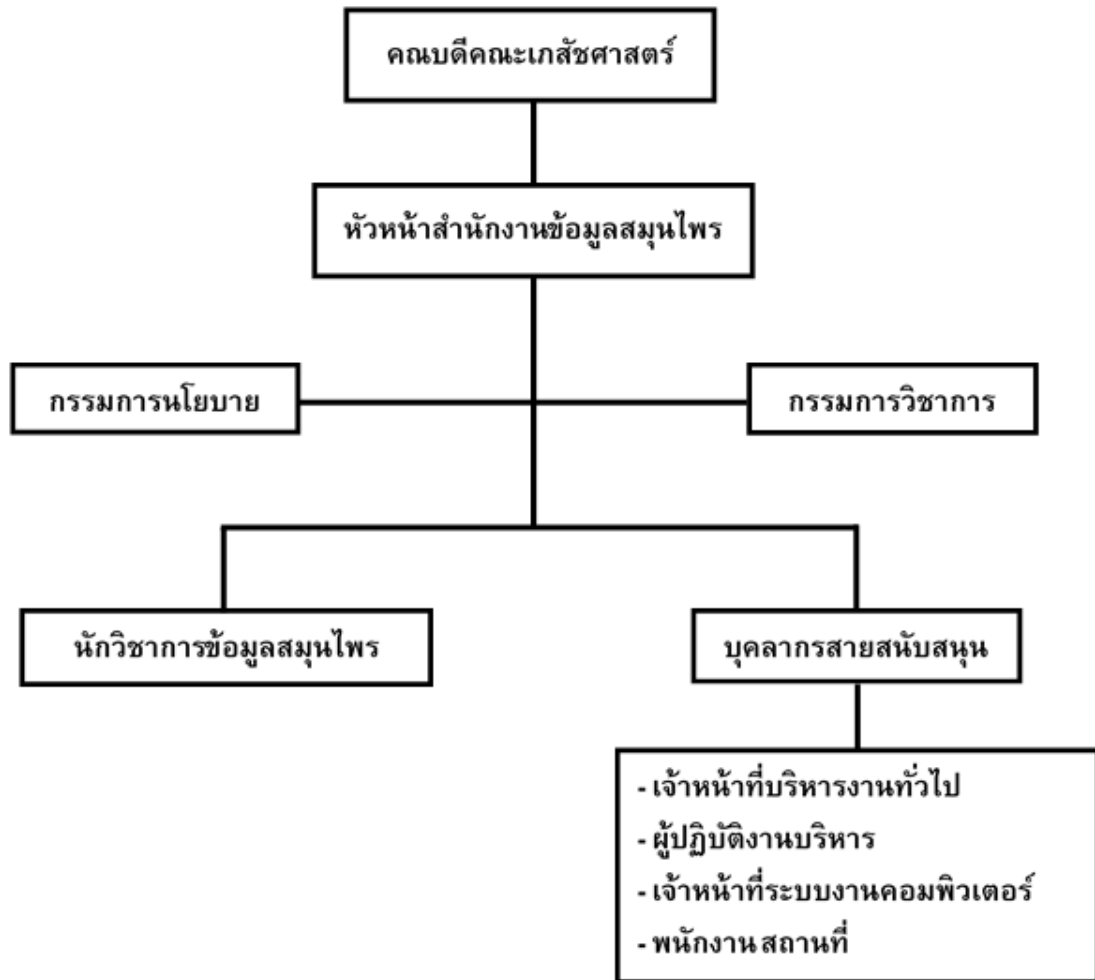 คณบดีคณะเภสัชศาสตร์
หัวหน้าสำนักงานข้อมูลสมุนไพร
กรรมการนโยบาย
กรรมการวิชาการ
นักวิชาการข้อมูลสมุนไพร
บุคลากรสายสนับสนุน
- เจ้าหน้าที่บริหารงานทั่วไป
- ผู้ปฏิบัติงานบริหาร
- เจ้าหน้าที่ระบบงานคอมพิวเตอร์
- พนักงานสถานที่